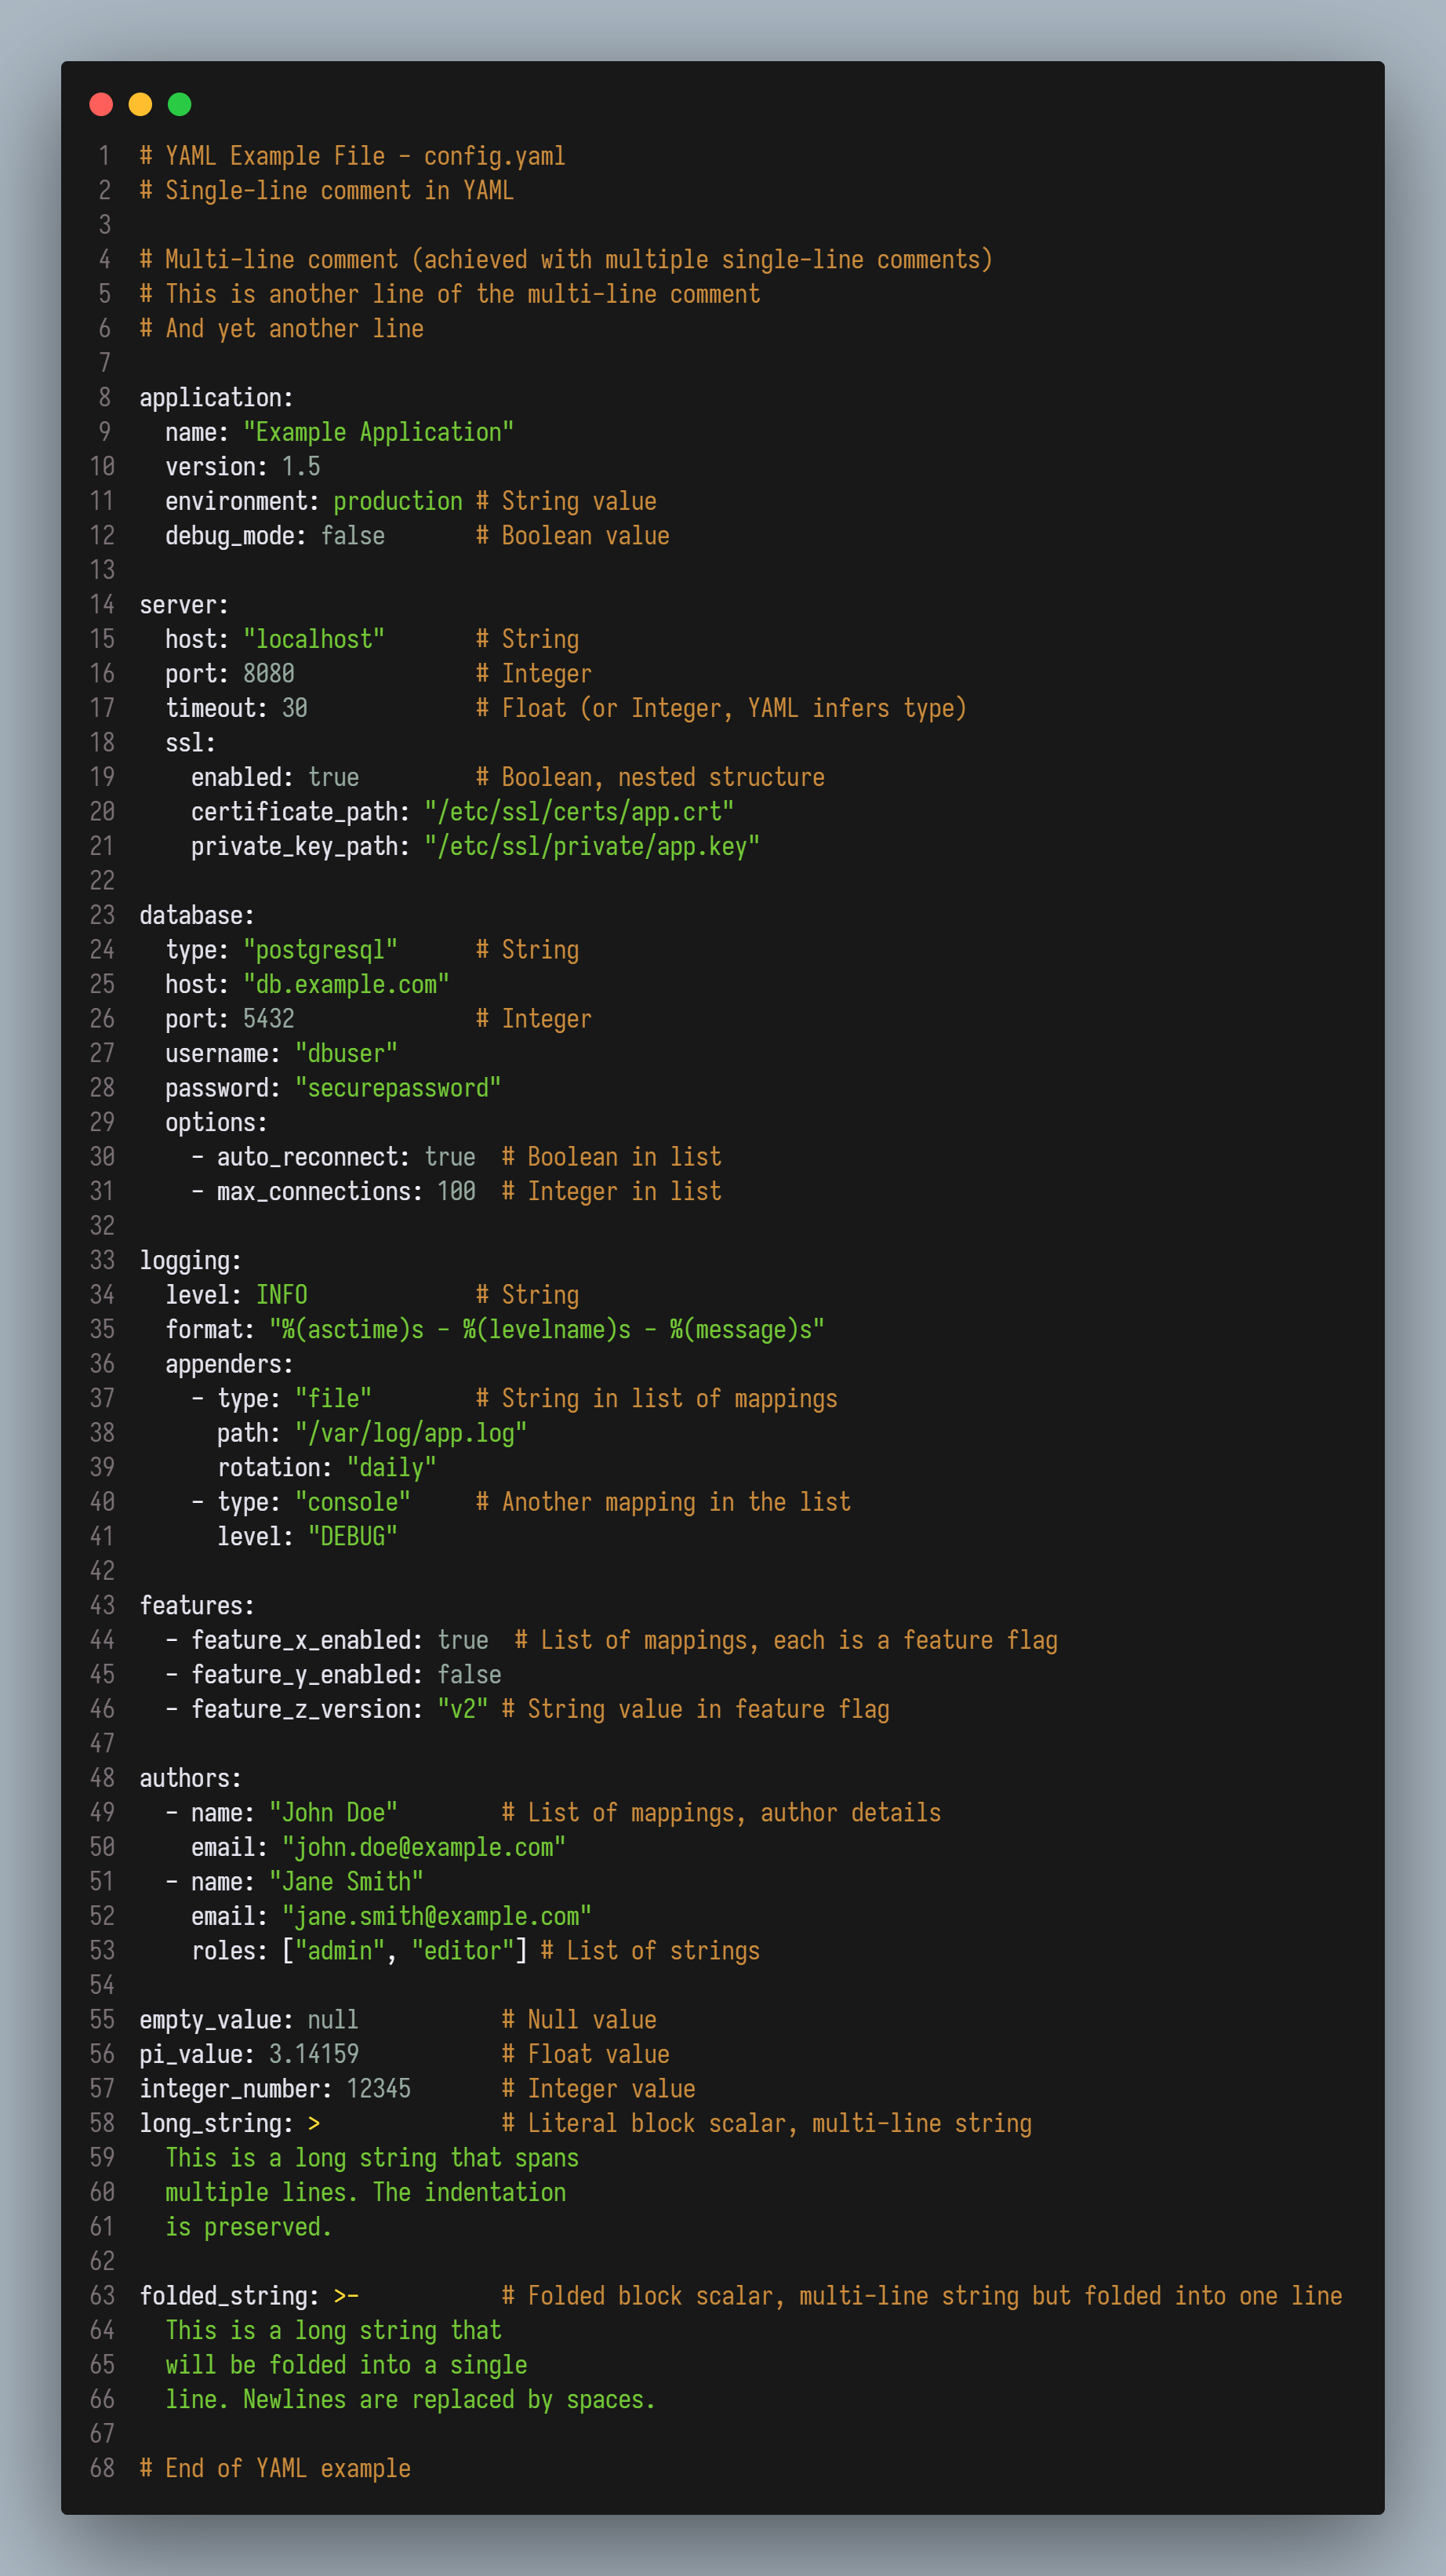 1 # YAML Example File - config.yaml
2 # Single-line comment in YAML
3
4 # Multi-line comment (achieved with multiple single-line comments)
5 # This is another line of the multi-line comment
6 # And yet another line
7
8 application:
9   name: "Example Application"
10   version: 1.5
11   environment: production # String value
12   debug_mode: false       # Boolean value
13
14 server:
15   host: "localhost"       # String
16   port: 8080              # Integer
17   timeout: 30             # Float (or Integer, YAML infers type)
18   ssl:
19     enabled: true         # Boolean, nested structure
20     certificate_path: "/etc/ssl/certs/app.crt"
21     private_key_path: "/etc/ssl/private/app.key"
22
23 database:
24   type: "postgresql"      # String
25   host: "db.example.com"
26   port: 5432              # Integer
27   username: "dbuser"
28   password: "securepassword"
29   options:
30     - auto_reconnect: true  # Boolean in list
31     - max_connections: 100  # Integer in list
32
33 logging:
34   level: INFO             # String
35   format: "%(asctime)s - %(levelname)s - %(message)s"
36   appenders:
37     - type: "file"        # String in list of mappings
38       path: "/var/log/app.log"
39       rotation: "daily"
40     - type: "console"     # Another mapping in the list
41       level: "DEBUG"
42
43 features:
44   - feature_x_enabled: true  # List of mappings, each is a feature flag
45   - feature_y_enabled: false
46   - feature_z_version: "v2" # String value in feature flag
47
48 authors:
49   - name: "John Doe"        # List of mappings, author details
50     email: "john.doe@example.com"
51   - name: "Jane Smith"
52     email: "jane.smith@example.com"
53     roles: ["admin", "editor"] # List of strings
54
55 empty_value: null           # Null value
56 pi_value: 3.14159           # Float value
57 integer_number: 12345       # Integer value
58 long_string: >              # Literal block scalar, multi-line string
59   This is a long string that spans
60   multiple lines. The indentation
61   is preserved.
62
63 folded_string: >-           # Folded block scalar, multi-line string but folded into one line
64   This is a long string that
65   will be folded into a single
66   line. Newlines are replaced by spaces.
67
68 # End of YAML example